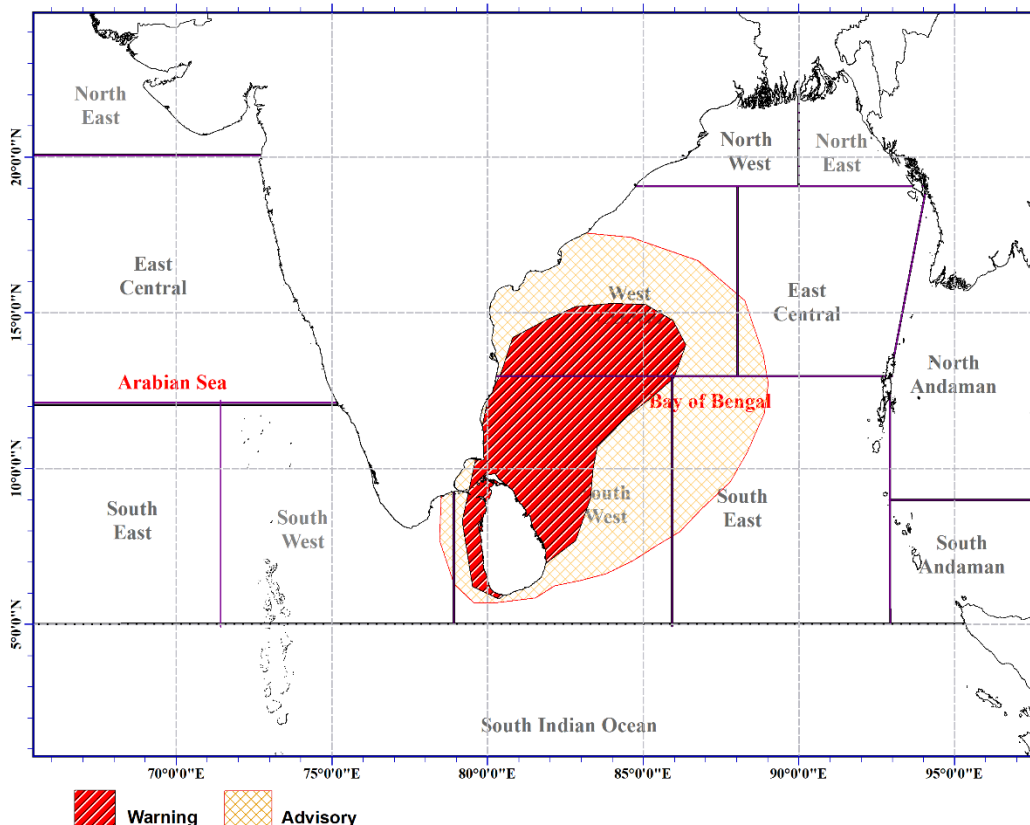 North
East
North
West
North
East
20°0'0"N
East
Central
West
East
Central
15°0'0"N
North
Andaman
Arabian Sea
Bay of Bengal
10°0'0"N
South
East
South
West
South
West
South
East
South
Andaman
5°0'0"N
South Indian Ocean
70°0'0"E 75°0'0"E 80°0'0"E 85°0'0"E 90°0'0"E 95°0'0"E
Warning Advisory